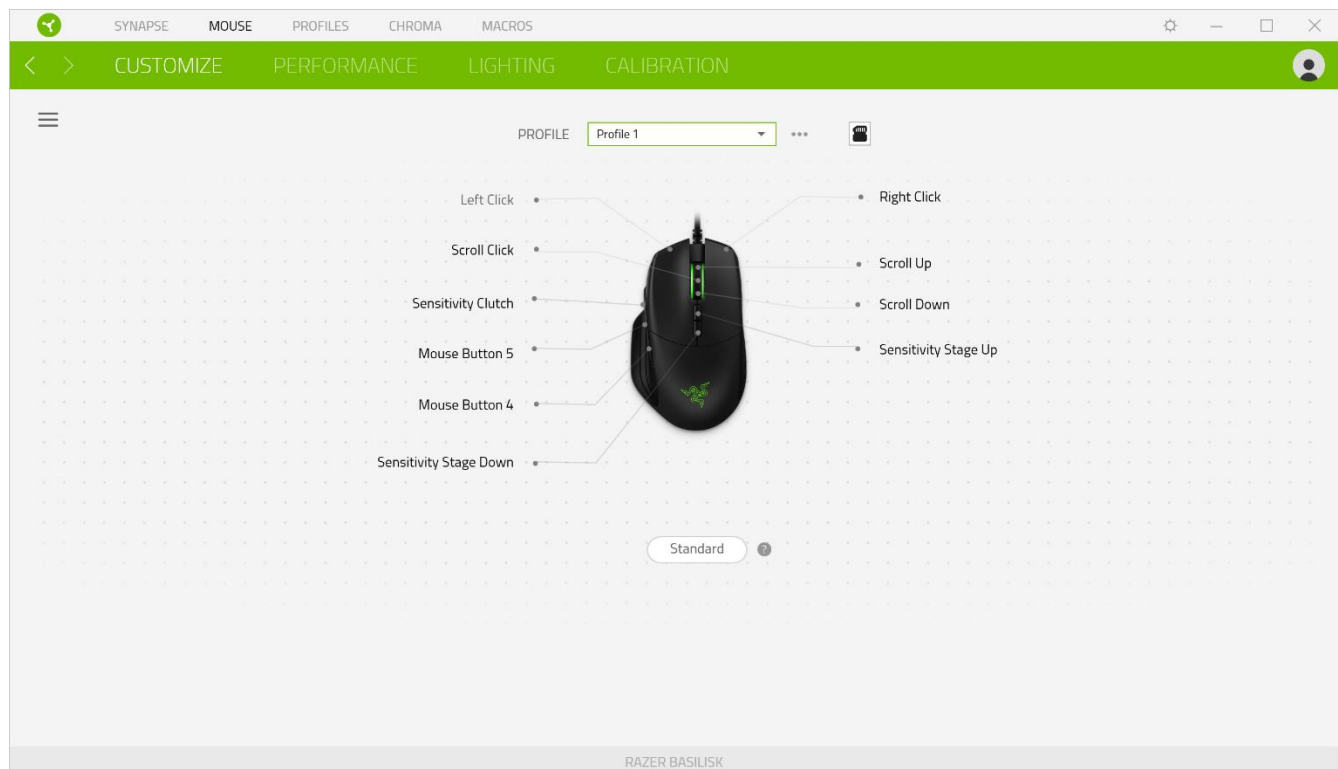 SYNAPSE MOUSE PROFILES CHROMA MACROS
CUSTOMIZE PERFORMANCE LIGHTING CALIBRATION
PROFILE Profile 1
Left Click
Right Click
Scroll Click
Scroll Up
Sensitivity Clutch
Scroll Down
Mouse Button 5
Sensitivity Stage Up
Mouse Button 4
Sensitivity Stage Down
Standard ?
RAZER BASILISK